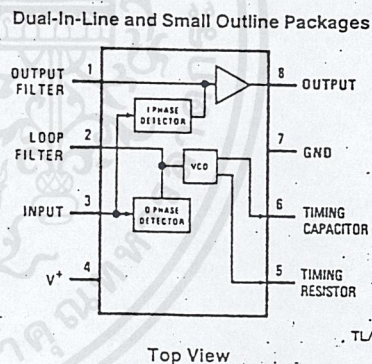 Dual-In-Line and Small Outline Packages
OUTPUT FILTER 1
8 OUTPUT
I PHASE DETECTOR
LOOP FILTER 2
7 GND
VCO
INPUT 3
Q PHASE DETECTOR
6 TIMING CAPACITOR
V+ 4
5 TIMING RESISTOR
TL/
Top View